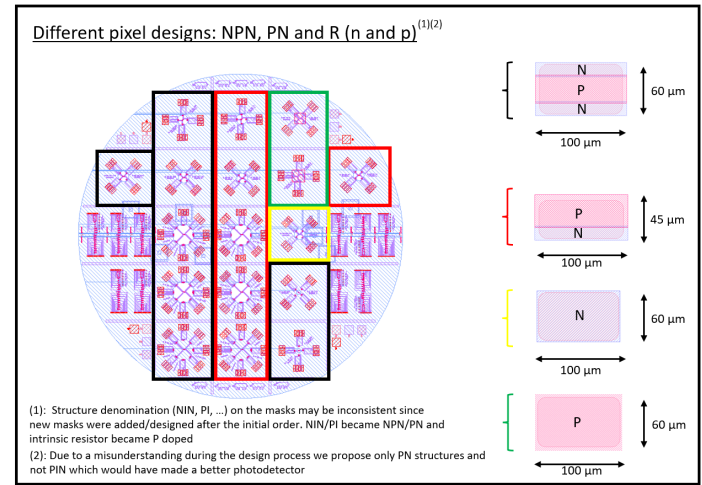 Different pixel designs: NPN, PN and R (n and p)(1)(2)
N
P
N
60 µm
100 µm
P
N
45 µm
100 µm
N
60 µm
100 µm
P
60 µm
100 µm
(1): Structure denomination (NIN, PI, ...) on the masks may be inconsistent since
new masks were added/designed after the initial order. NIN/PI became NPN/PN and
intrinsic resistor became P doped
(2): Due to a misunderstanding during the design process we propose only PN structures and
not PIN which would have made a better photodetector